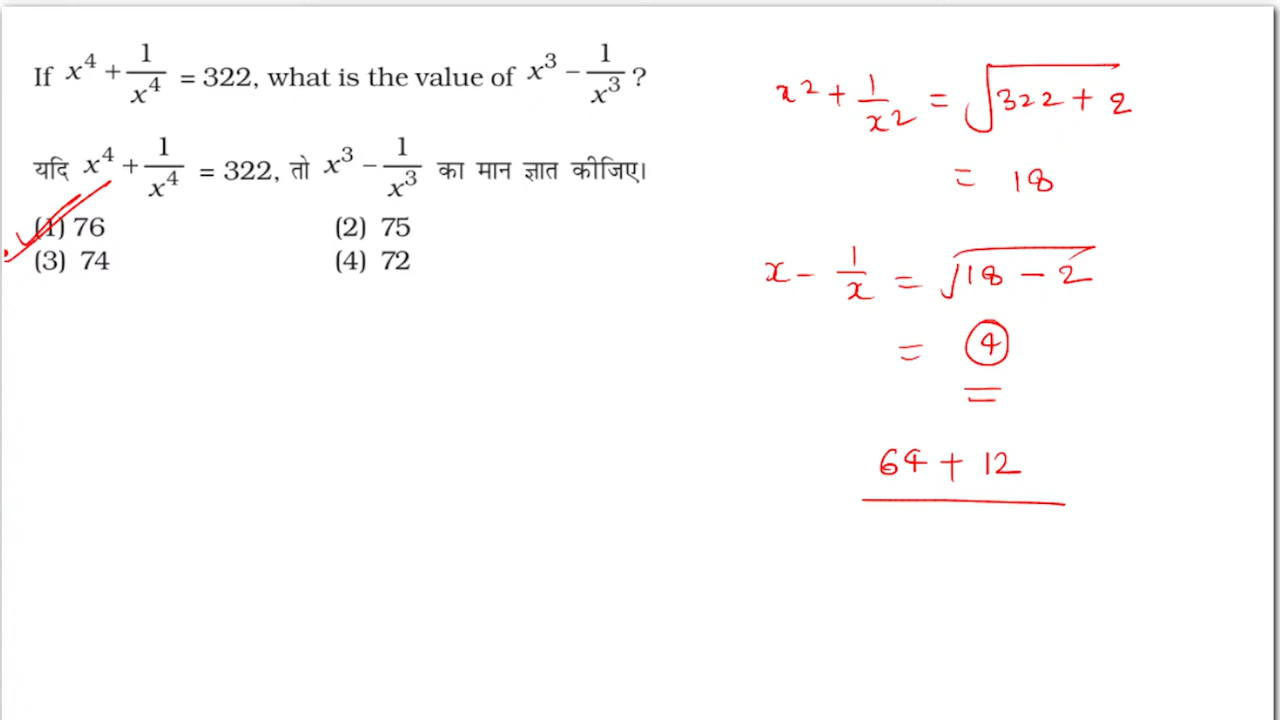 If x⁴ + 1/x⁴ = 322, what is the value of x³ − 1/x³ ?
यदि x⁴ + 1/x⁴ = 322, तो x³ − 1/x³ का मान ज्ञात कीजिए।
(1) 76 (2) 75
(3) 74 (4) 72
x² + 1/x² = √(322 + 2)
= 18
x − 1/x = √(18 − 2)
= 4
64 + 12